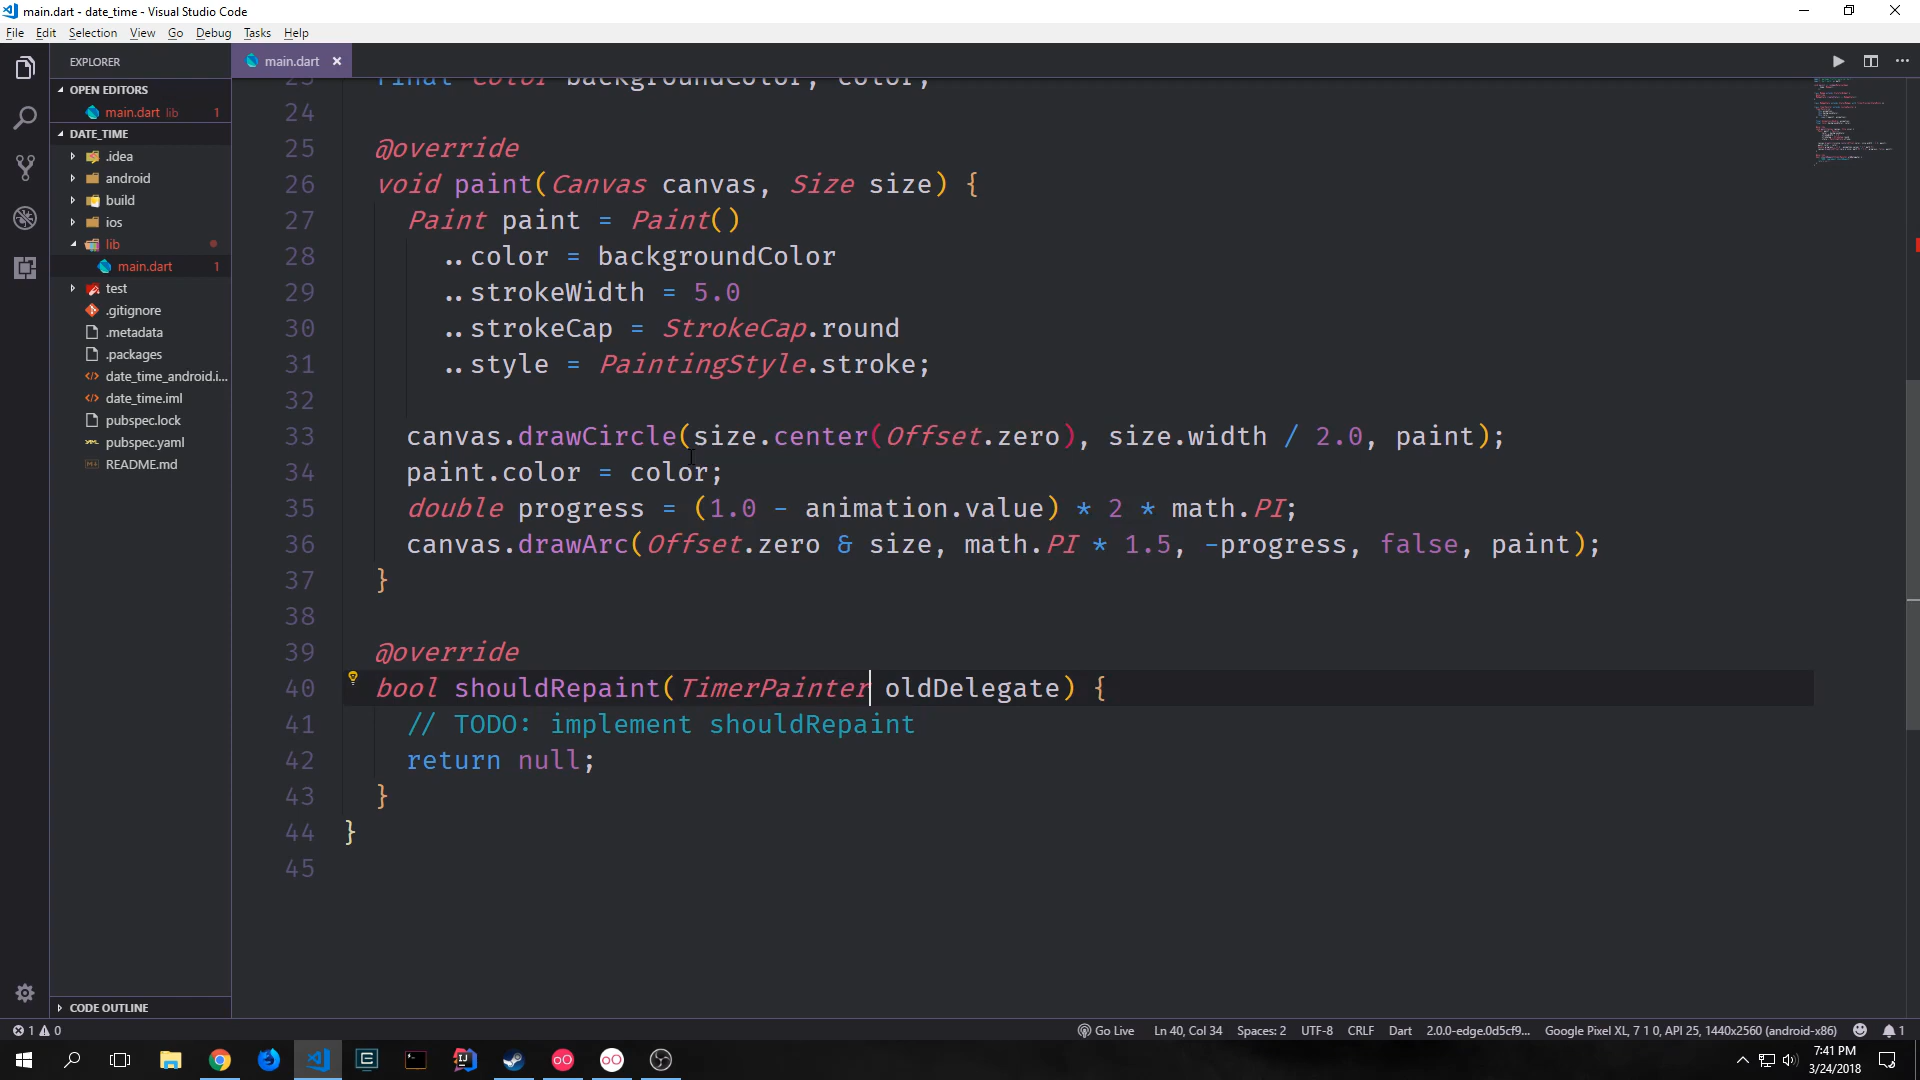 main.dart - date_time - Visual Studio Code
File Edit Selection View Go Debug Tasks Help
EXPLORER
main.dart
OPEN EDITORS
main.dart lib 1
DATE_TIME
.idea
android
build
ios
lib
main.dart 1
test
.gitignore
.metadata
.packages
date_time_android.i...
date_time.iml
pubspec.lock
pubspec.yaml
README.md
CODE OUTLINE
23 final Color backgroundColor, color;
24
25 @override
26 void paint(Canvas canvas, Size size) {
27 Paint paint = Paint()
28 ..color = backgroundColor
29 ..strokeWidth = 5.0
30 ..strokeCap = StrokeCap.round
31 ..style = PaintingStyle.stroke;
32
33 canvas.drawCircle(size.center(Offset.zero), size.width / 2.0, paint);
34 paint.color = color;
35 double progress = (1.0 - animation.value) * 2 * math.PI;
36 canvas.drawArc(Offset.zero & size, math.PI * 1.5, -progress, false, paint);
37 }
38
39 @override
40 bool shouldRepaint(TimerPainter oldDelegate) {
41 // TODO: implement shouldRepaint
42 return null;
43 }
44 }
45
1 0 Go Live Ln 40, Col 34 Spaces: 2 UTF-8 CRLF Dart 2.0.0-edge.0d5cf9... Google Pixel XL, 7 1 0, API 25, 1440x2560 (android-x86) 1
7:41 PM
3/24/2018